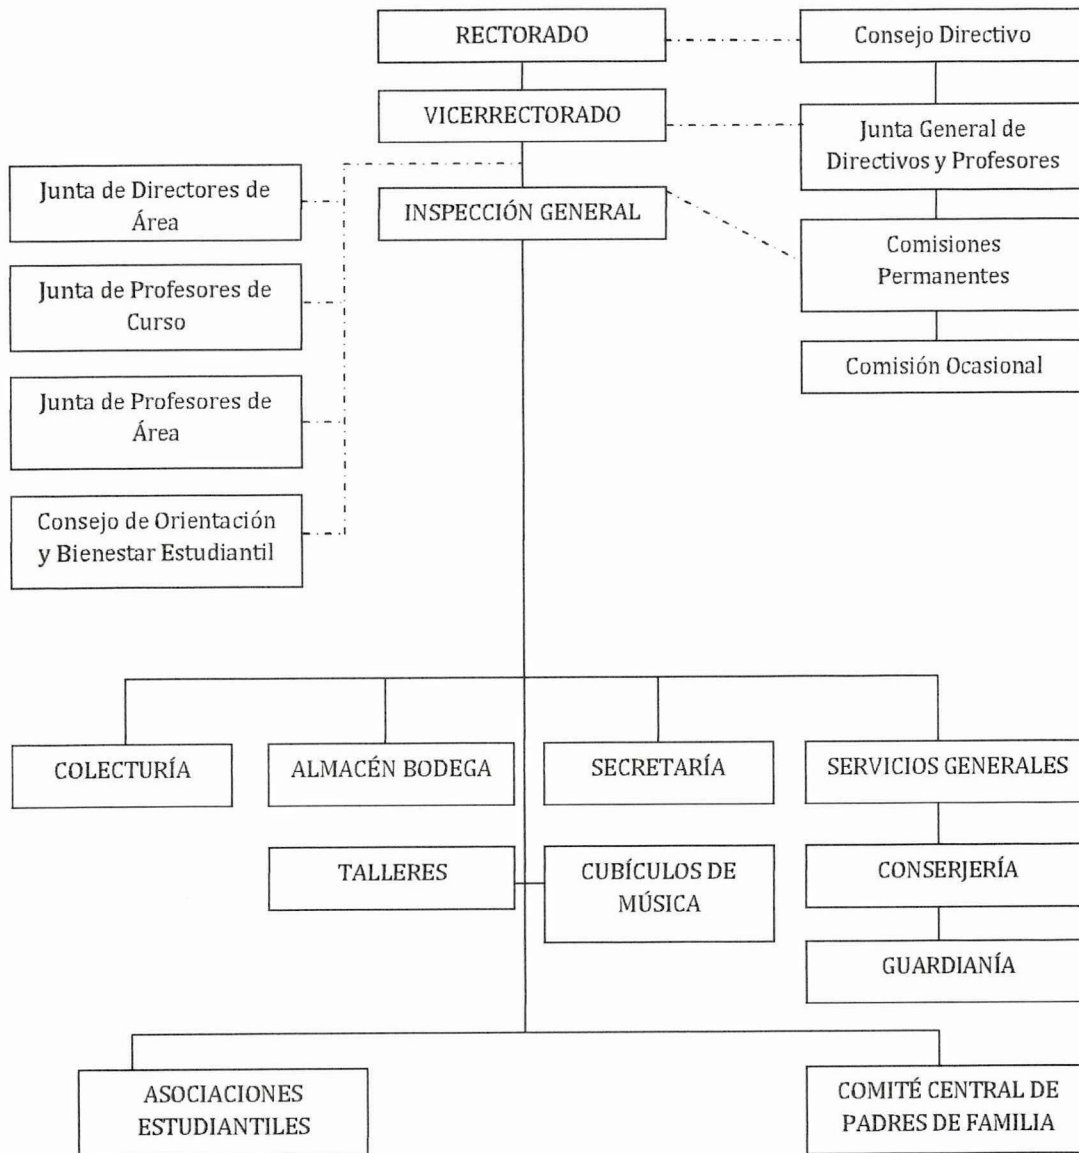 RECTORADO
Consejo Directivo
VICERRECTORADO
Junta General de
Directivos y Profesores
Junta de Directores de
Área
INSPECCIÓN GENERAL
Comisiones
Permanentes
Junta de Profesores de
Curso
Comisión Ocasional
Junta de Profesores de
Área
Consejo de Orientación
y Bienestar Estudiantil
COLECTURÍA
ALMACÉN BODEGA
SECRETARÍA
SERVICIOS GENERALES
TALLERES
CUBÍCULOS DE
MÚSICA
CONSERJERÍA
GUARDIANÍA
ASOCIACIONES
ESTUDIANTILES
COMITÉ CENTRAL DE
PADRES DE FAMILIA